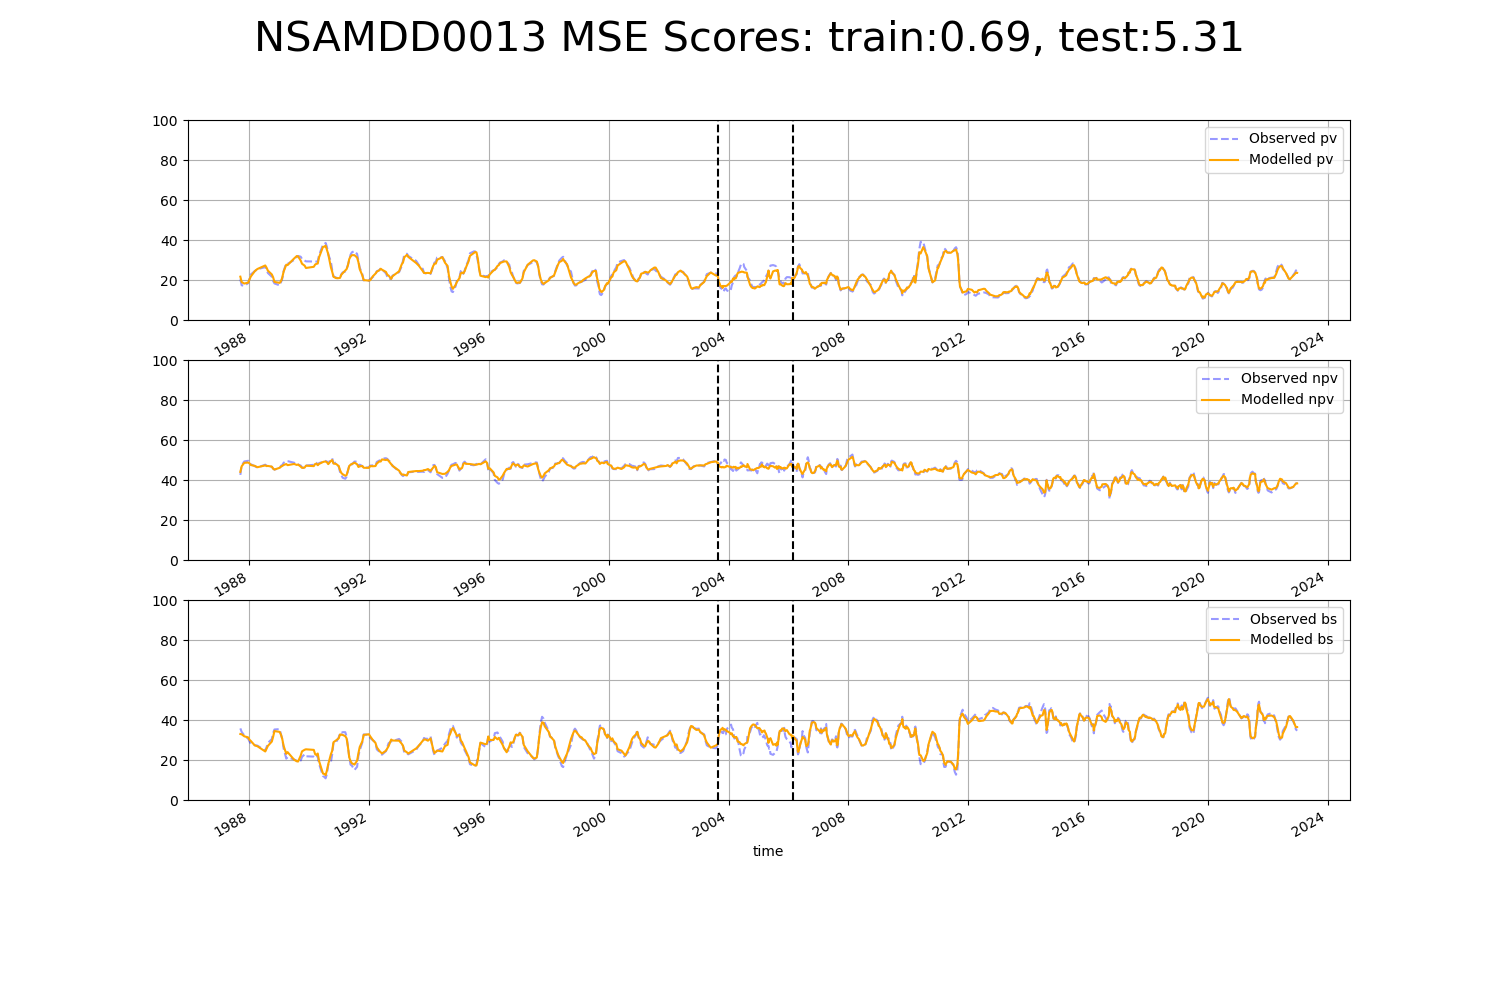 NSAMDD0013 MSE Scores: train:0.69, test:5.31
100
80
60
40
20
0
Observed pv
Modelled pv
1988 1992 1996 2000 2004 2008 2012 2016 2020 2024
100
80
60
40
20
0
Observed npv
Modelled npv
1988 1992 1996 2000 2004 2008 2012 2016 2020 2024
100
80
60
40
20
0
Observed bs
Modelled bs
1988 1992 1996 2000 2004 2008 2012 2016 2020 2024
time